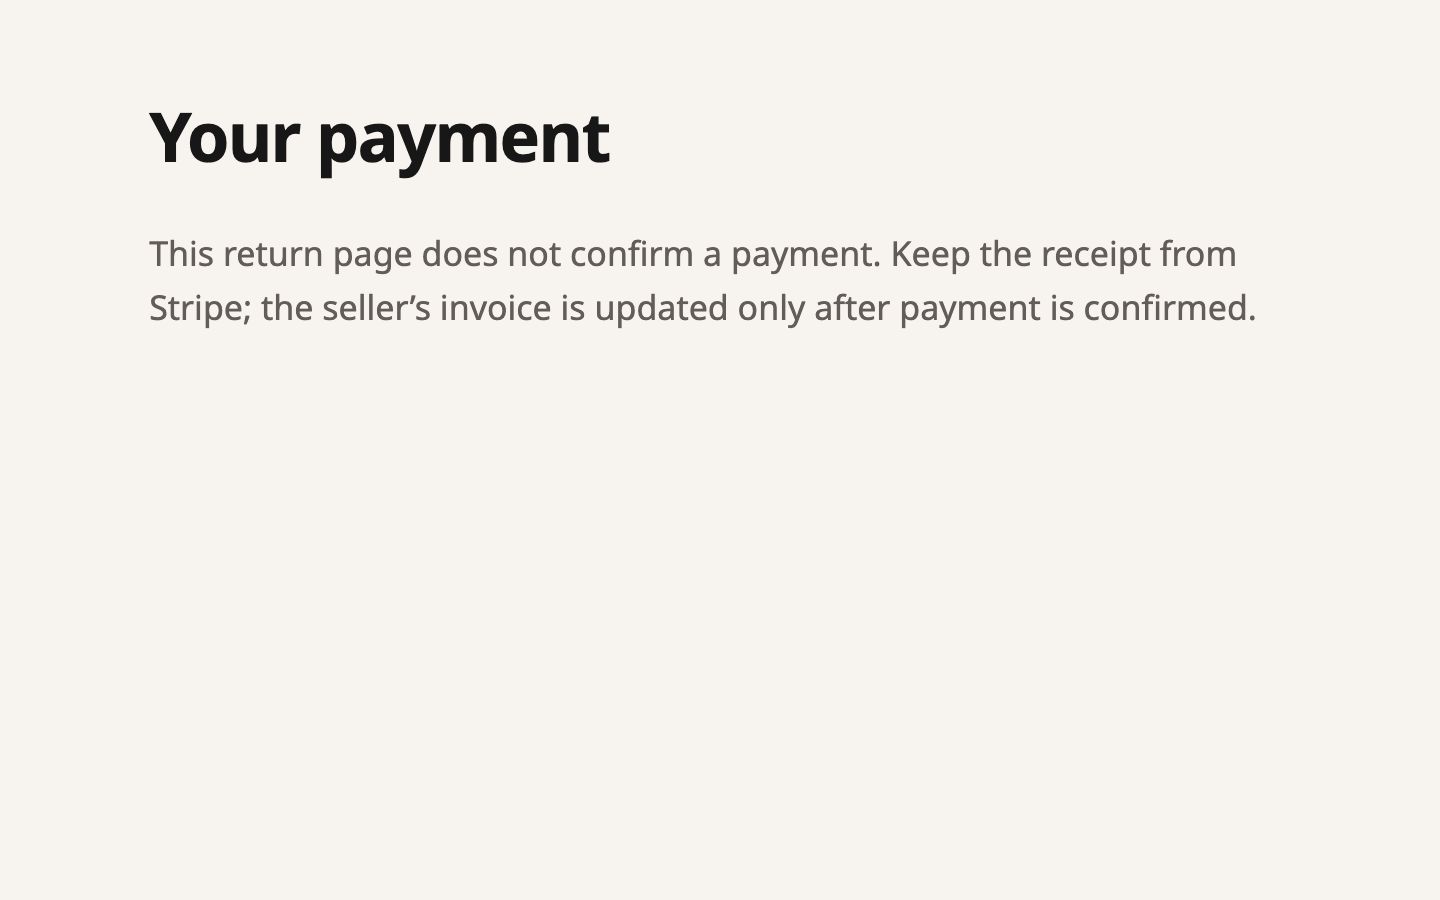 Your payment
This return page does not confirm a payment. Keep the receipt from
Stripe; the seller’s invoice is updated only after payment is confirmed.